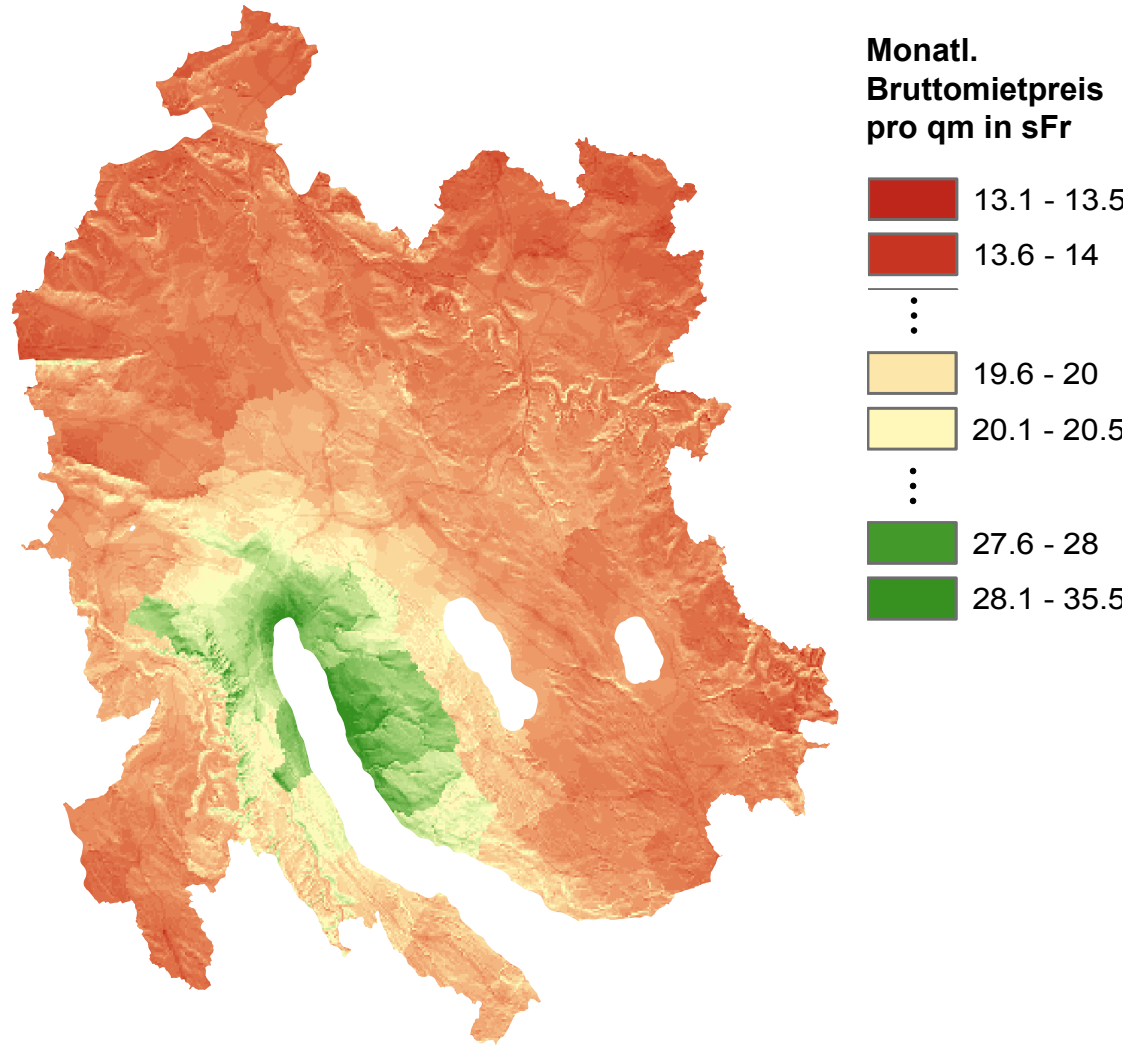 Monatl.
Bruttomietpreis
pro qm in sFr
13.1 - 13.5
13.6 - 14
19.6 - 20
20.1 - 20.5
27.6 - 28
28.1 - 35.5